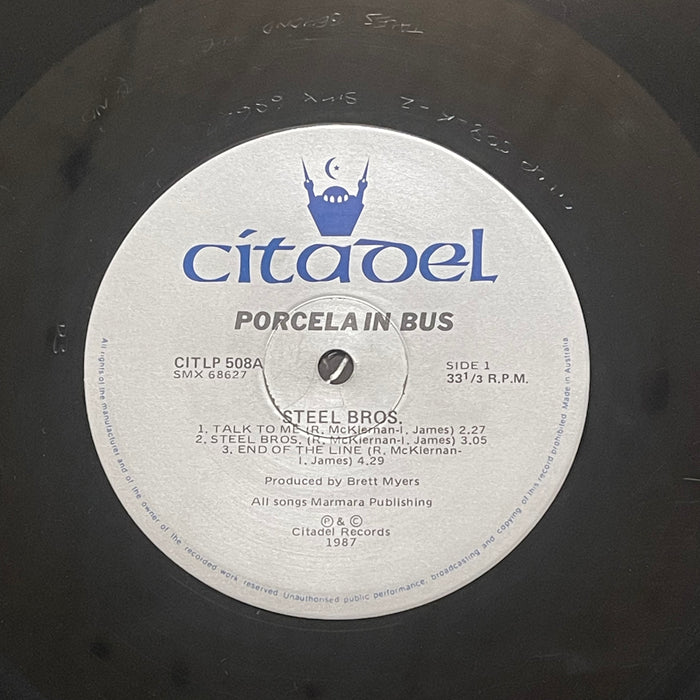 citadel
PORCELAIN BUS
CITLP 508A
SMX 68627
SIDE 1
33 1/3 R.P.M.
STEEL BROS.
1. TALK TO ME (R. McKiernan-I. James) 2.27
2. STEEL BROS. (R. McKiernan-I. James) 3.05
3. END OF THE LINE (R. McKiernan-
I. James) 4.29
Produced by Brett Myers
All songs Marmara Publishing
Ⓟ & Ⓒ
Citadel Records
1987
All rights of the manufacturer and of the owner of the recorded work reserved. Unauthorised public performance, broadcasting and copying of this record prohibited. Made in Australia